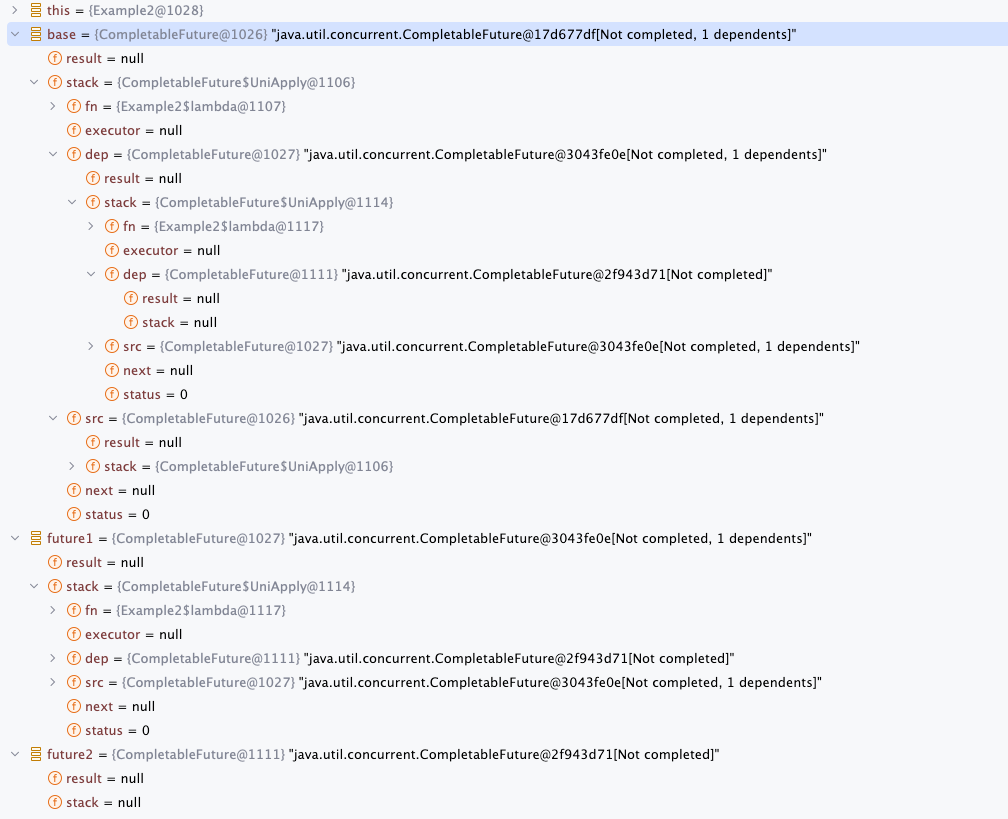 this = {Example2@1028}
base = {CompletableFuture@1026} "java.util.concurrent.CompletableFuture@17d677df[Not completed, 1 dependents]"
f result = null
f stack = {CompletableFuture$UniApply@1106}
f fn = {Example2$lambda@1107}
f executor = null
f dep = {CompletableFuture@1027} "java.util.concurrent.CompletableFuture@3043fe0e[Not completed, 1 dependents]"
f result = null
f stack = {CompletableFuture$UniApply@1114}
f fn = {Example2$lambda@1117}
f executor = null
f dep = {CompletableFuture@1111} "java.util.concurrent.CompletableFuture@2f943d71[Not completed]"
f result = null
f stack = null
f src = {CompletableFuture@1027} "java.util.concurrent.CompletableFuture@3043fe0e[Not completed, 1 dependents]"
f next = null
f status = 0
f src = {CompletableFuture@1026} "java.util.concurrent.CompletableFuture@17d677df[Not completed, 1 dependents]"
f result = null
f stack = {CompletableFuture$UniApply@1106}
f next = null
f status = 0
future1 = {CompletableFuture@1027} "java.util.concurrent.CompletableFuture@3043fe0e[Not completed, 1 dependents]"
f result = null
f stack = {CompletableFuture$UniApply@1114}
f fn = {Example2$lambda@1117}
f executor = null
f dep = {CompletableFuture@1111} "java.util.concurrent.CompletableFuture@2f943d71[Not completed]"
f src = {CompletableFuture@1027} "java.util.concurrent.CompletableFuture@3043fe0e[Not completed, 1 dependents]"
f next = null
f status = 0
future2 = {CompletableFuture@1111} "java.util.concurrent.CompletableFuture@2f943d71[Not completed]"
f result = null
f stack = null